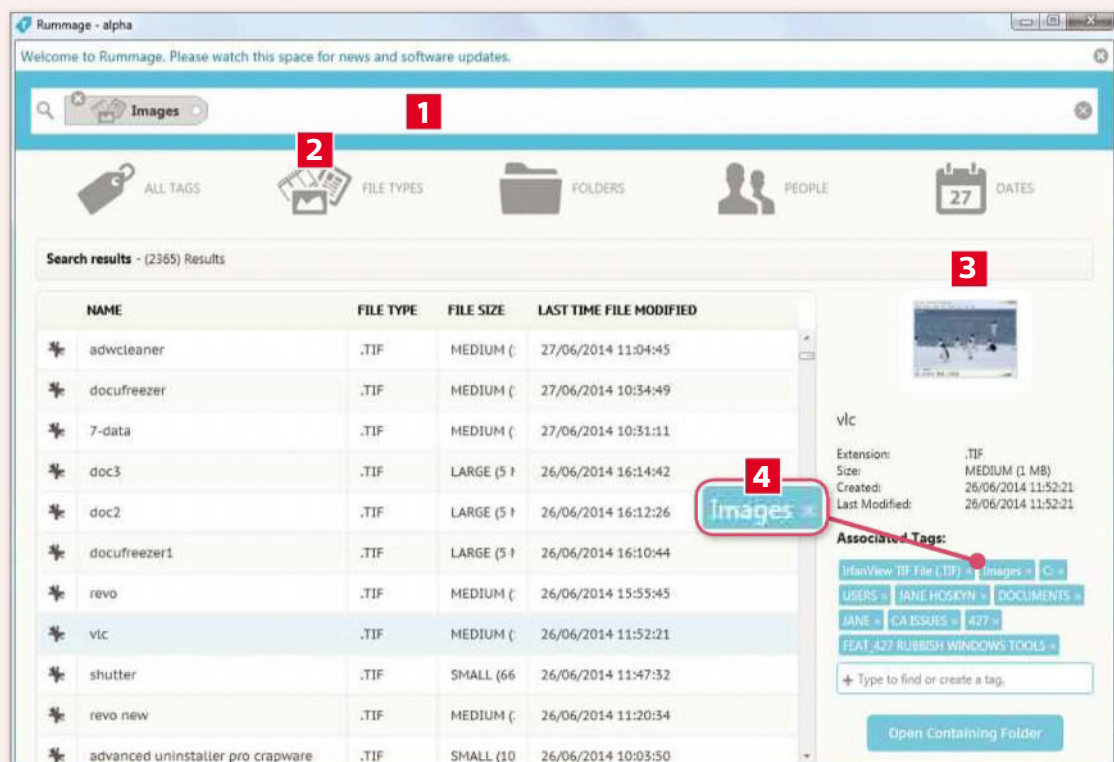 Rummage - alpha
Welcome to Rummage. Please watch this space for news and software updates.
Images
1
2
ALL TAGS
FILE TYPES
FOLDERS
PEOPLE
27
DATES
Search results - (2365) Results
3
NAME FILE TYPE FILE SIZE LAST TIME FILE MODIFIED
adwcleaner .TIF MEDIUM ( 27/06/2014 11:04:45
docufreezer .TIF MEDIUM ( 27/06/2014 10:34:49
7-data .TIF MEDIUM ( 27/06/2014 10:31:11
doc3 .TIF LARGE (5 26/06/2014 16:14:42
doc2 .TIF LARGE (5 26/06/2014 16:12:26
docufreezer1 .TIF LARGE (5 26/06/2014 16:10:44
revo .TIF MEDIUM ( 26/06/2014 15:55:45
vlc .TIF MEDIUM ( 26/06/2014 11:52:21
shutter .TIF SMALL (66 26/06/2014 11:47:32
revo new .TIF MEDIUM ( 26/06/2014 11:20:34
advanced uninstaller pro crapware .TIF SMALL (10 26/06/2014 10:03:50
4
Images ×
vlc
Extension: .TIF
Size: MEDIUM (1 MB)
Created: 26/06/2014 11:52:21
Last Modified: 26/06/2014 11:52:21
Associated Tags:
IrfanView TIF File (.TIF) × Images × C: ×
USERS × JANE HOSKYN × DOCUMENTS ×
JANE × CA ISSUES × 427 ×
FEAT_427 RUBBISH WINDOWS TOOLS ×
+ Type to find or create a tag.
Open Containing Folder